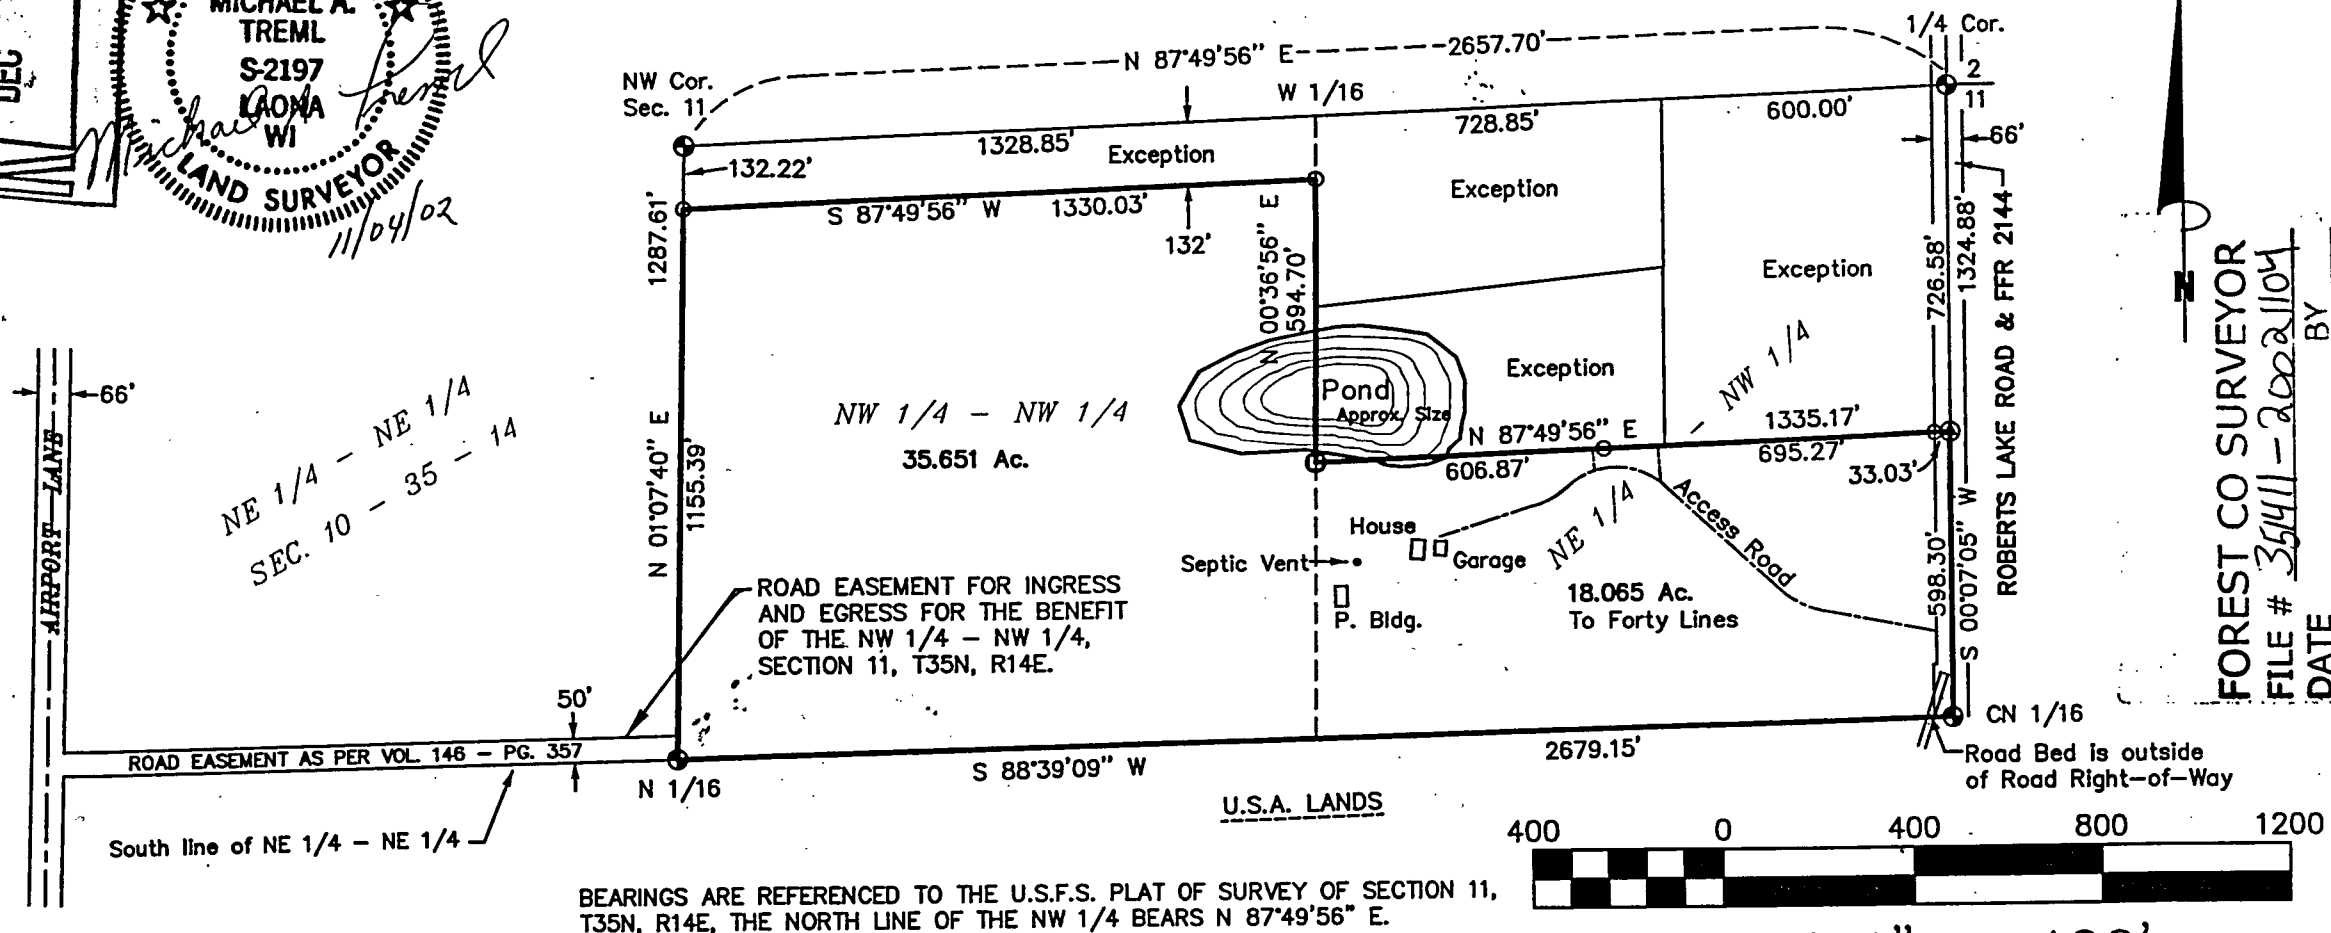 DEC
MICHAEL A.
TREML
S-2197
LAONA
WI
LAND SURVEYOR
Michael A Treml
11/04/02
NW Cor.
Sec. 11
N 87°49'56" E
2657.70'
1/4 Cor.
2
11
W 1/16
1328.85'
728.85'
600.00'
66'
132.22'
Exception
Exception
Exception
Exception
S 87°49'56" W
1330.03'
132'
1287.61'
N 00°36'56" E
594.70'
726.58'
1324.88'
ROBERTS LAKE ROAD & FFR 2144
N
FOREST CO SURVEYOR
FILE # 35411-20021104
DATE
BY
66'
AIRPORT LANE
NE 1/4 - NE 1/4
SEC. 10 - 35 - 14
NW 1/4 - NW 1/4
35.651 Ac.
N 01°07'40" E
1155.39'
Pond
Approx. Size
N 87°49'56" E
1335.17'
606.87'
695.27'
33.03'
NE 1/4 - NW 1/4
House
Garage
Septic Vent
P. Bldg.
Access Road
18.065 Ac.
To Forty Lines
598.30'
S 00°07'05" W
ROAD EASEMENT FOR INGRESS
AND EGRESS FOR THE BENEFIT
OF THE NW 1/4 - NW 1/4,
SECTION 11, T35N, R14E.
50'
ROAD EASEMENT AS PER VOL. 146 - PG. 357
N 1/16
S 88°39'09" W
2679.15'
CN 1/16
Road Bed is outside
of Road Right-of-Way
U.S.A. LANDS
South line of NE 1/4 - NE 1/4
400 0 400 800 1200
BEARINGS ARE REFERENCED TO THE U.S.F.S. PLAT OF SURVEY OF SECTION 11,
T35N, R14E, THE NORTH LINE OF THE NW 1/4 BEARS N 87°49'56" E.